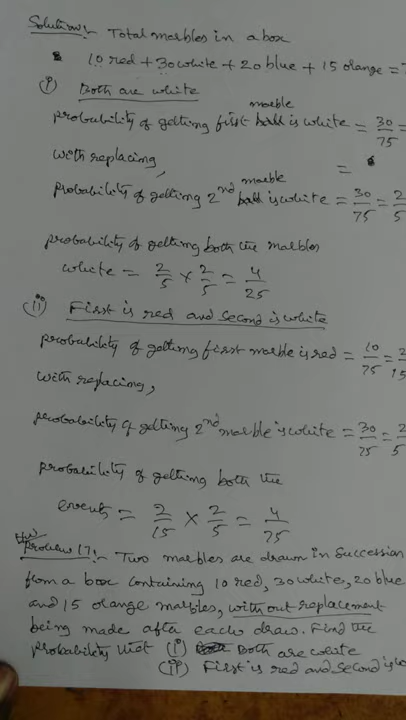 Solution:- Total marbles in a box
10 red + 30 white + 20 blue + 15 orange =
(i) Both are white
probability of getting first marble is white = 30/75 =
with replacing, =
probability of getting 2nd marble is white = 30/75 = 2/5
probability of getting both the marbles
white = 2/5 × 2/5 = 4/25
(ii) First is red and second is white
probability of getting first marble is red = 10/75 = 2/15
with replacing,
probability of getting 2nd marble is white = 30/75 = 2/5
probability of getting both the
events = 2/15 × 2/5 = 4/75
Problem 17:- Two marbles are drawn in succession
from a box containing 10 red, 30 white, 20 blue
and 15 orange marbles, without replacement
being made after each draw. Find the
probability that (i) Both are white
(ii) First is red and second is